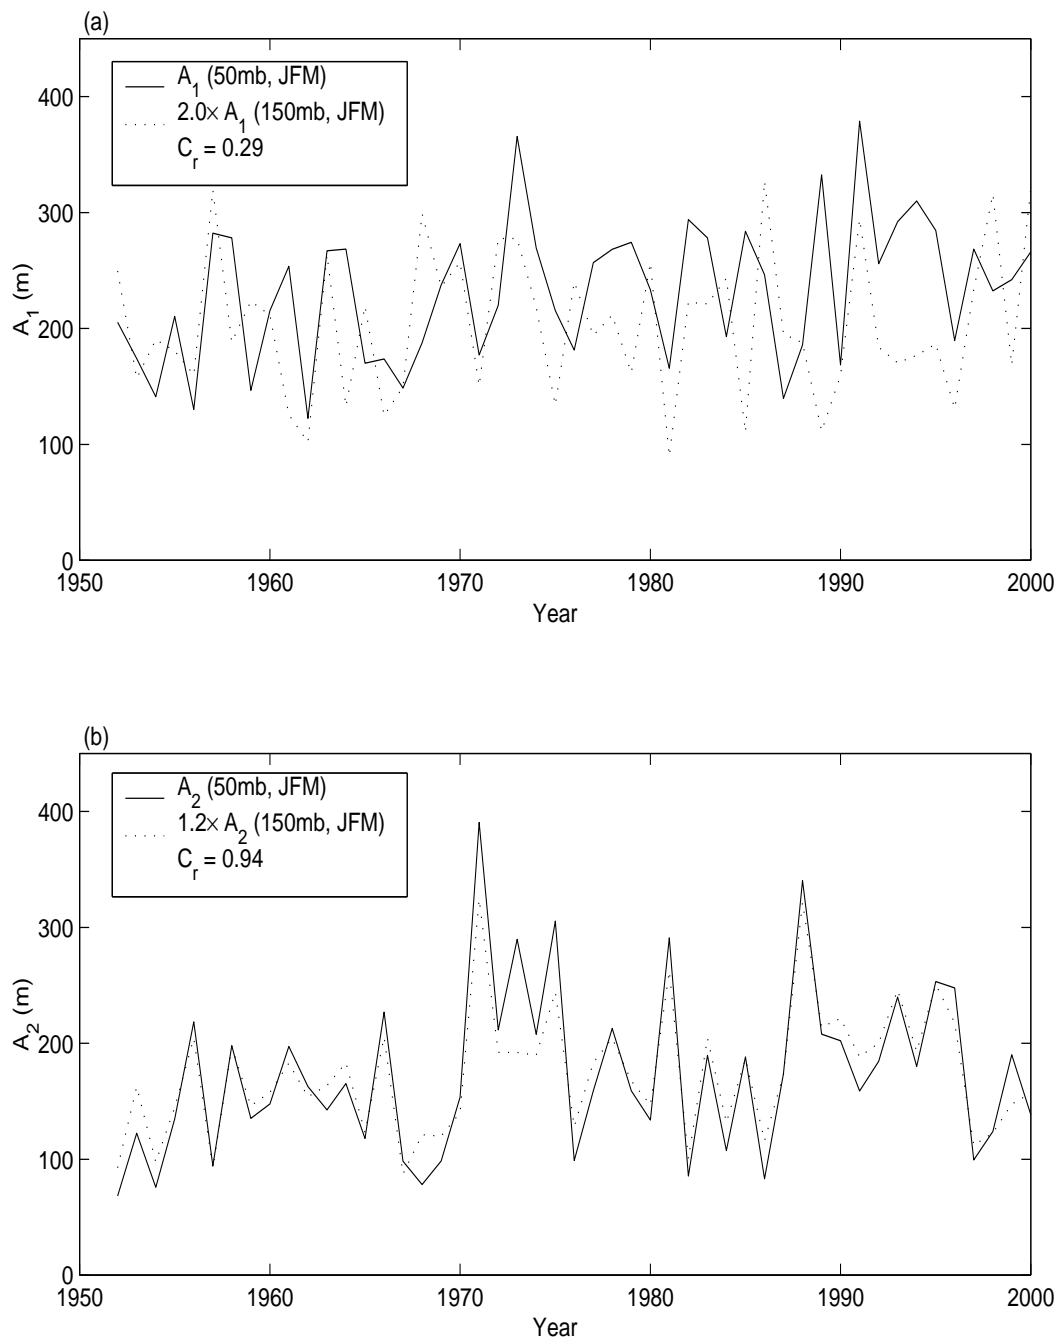 (a)
A1 (50mb, JFM)
2.0× A1 (150mb, JFM)
Cr = 0.29
400
300
200
100
0
A1 (m)
1950 1960 1970 1980 1990 2000
Year
(b)
A2 (50mb, JFM)
1.2× A2 (150mb, JFM)
Cr = 0.94
400
300
200
100
0
A2 (m)
1950 1960 1970 1980 1990 2000
Year